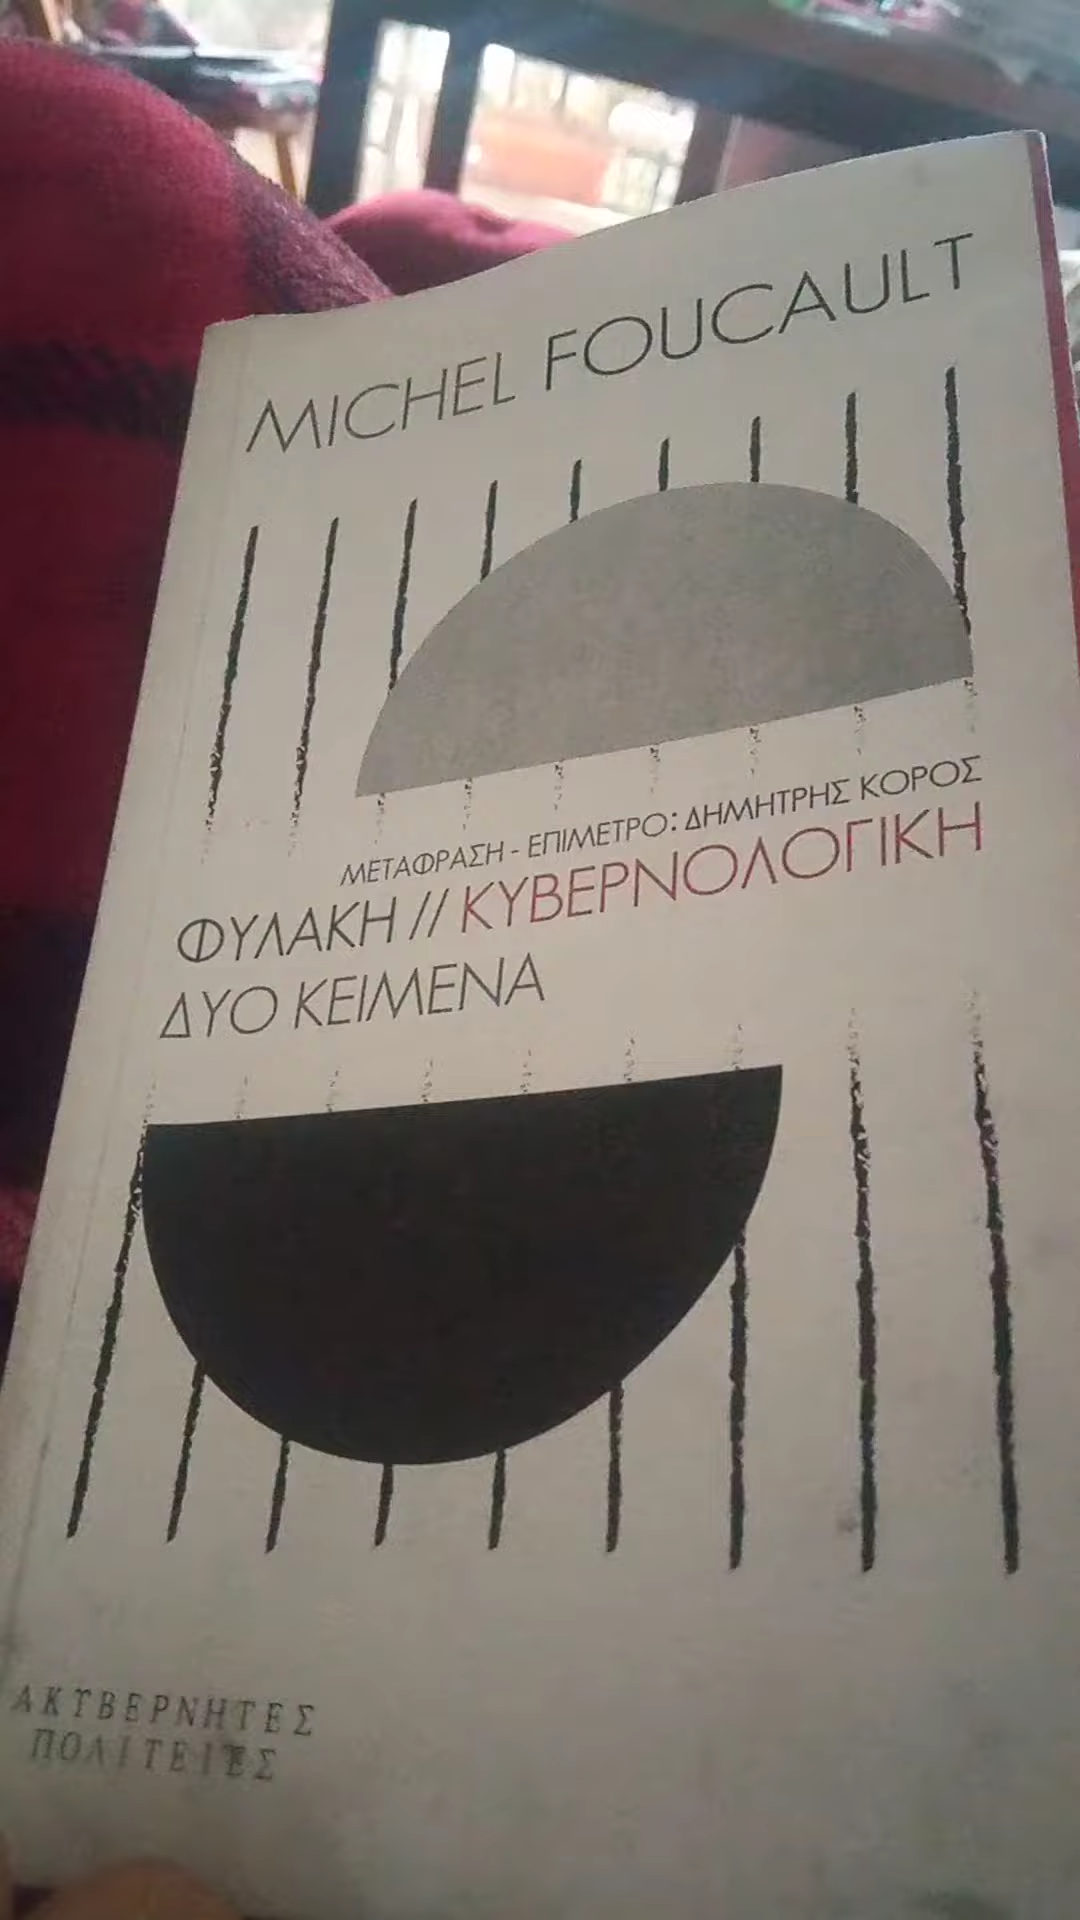 MICHEL FOUCAULT
ΜΕΤΑΦΡΑΣΗ - ΕΠΙΜΕΤΡΟ: ΔΗΜΗΤΡΗΣ ΚΟΡΟΣ
ΦΥΛΑΚΗ // ΚΥΒΕΡΝΟΛΟΓΙΚΗ
ΔΥΟ ΚΕΙΜΕΝΑ
ΑΚΥΒΕΡΝΗΤΕΣ
ΠΟΛΙΤΕΙΕΣ